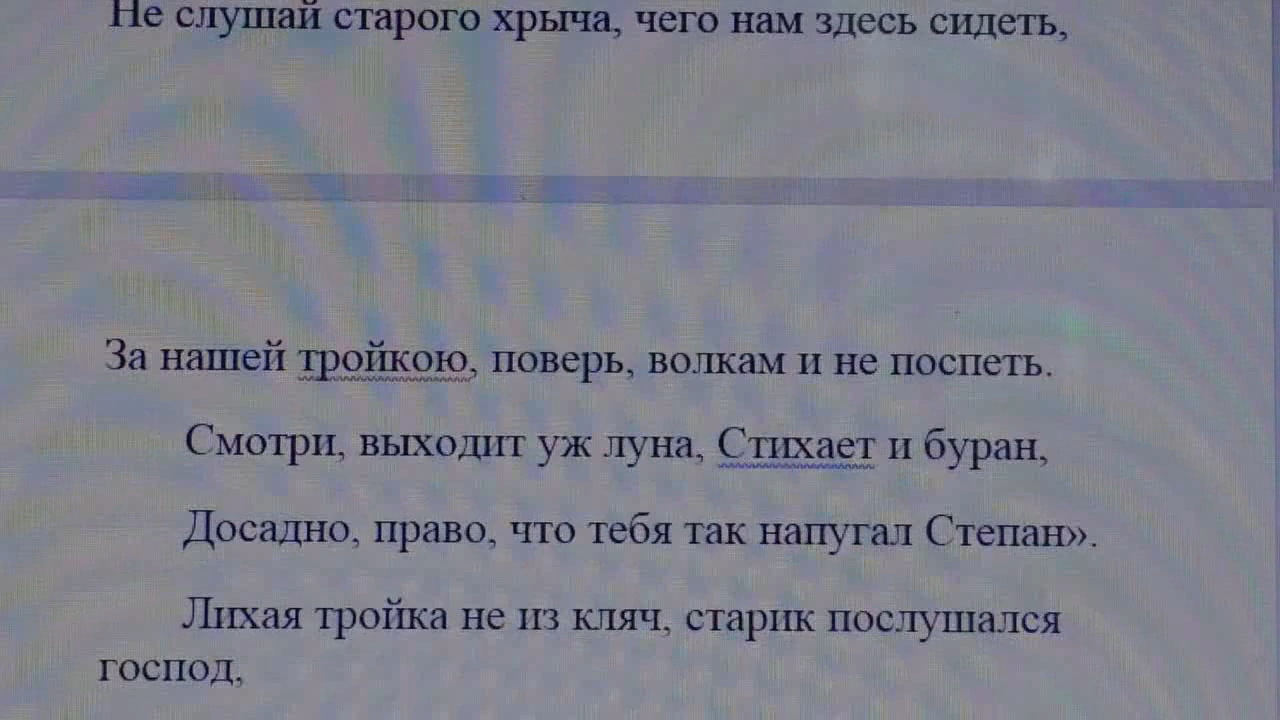 Не слушай старого хрыча, чего нам здесь сидеть,
За нашей тройкою, поверь, волкам и не поспеть.
Смотри, выходит уж луна, Стихает и буран,
Досадно, право, что тебя так напугал Степан».
Лихая тройка не из кляч, старик послушался
господ,